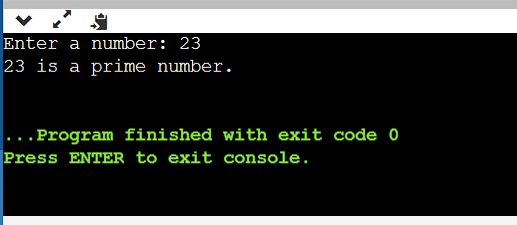 Enter a number: 23
23 is a prime number.
...Program finished with exit code 0
Press ENTER to exit console.